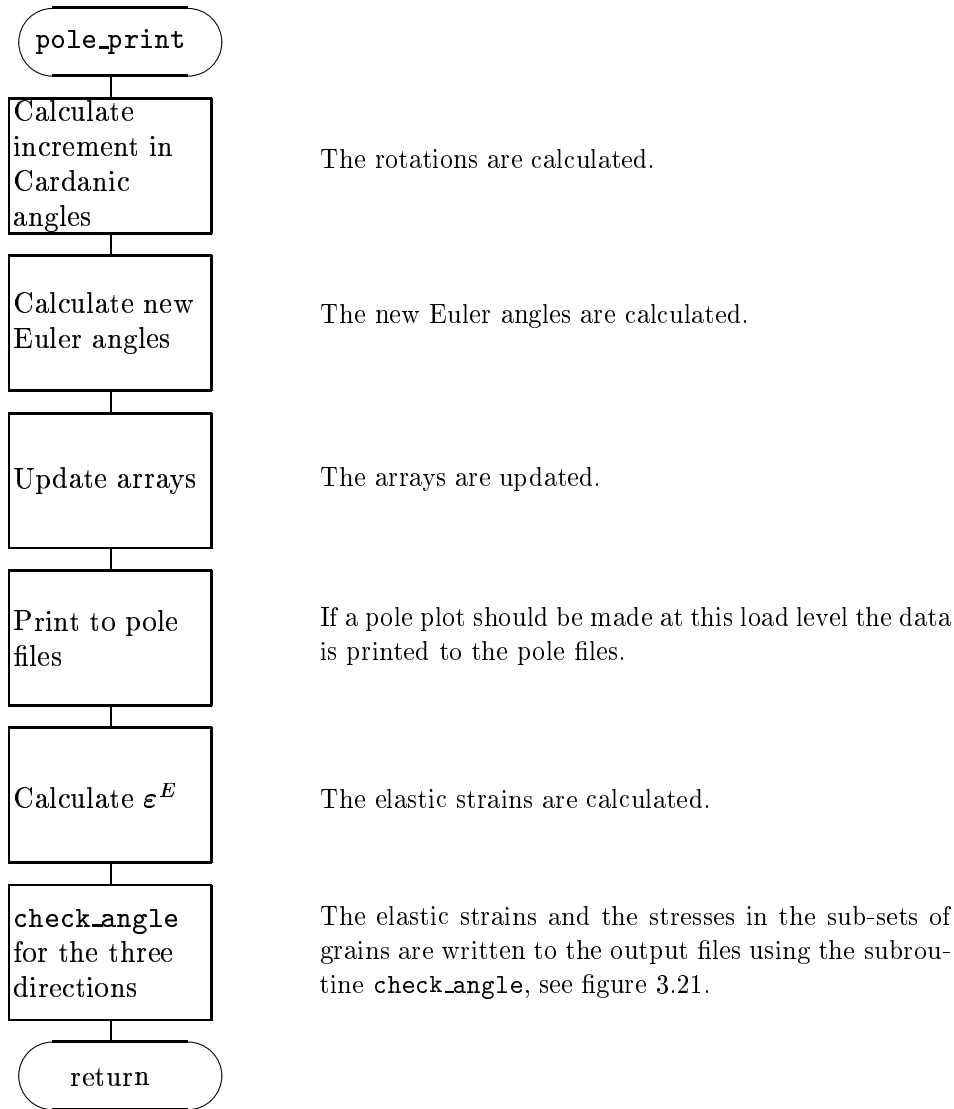 pole_print
Calculate
increment in
Cardanic
angles
The rotations are calculated.
Calculate new
Euler angles
The new Euler angles are calculated.
Update arrays
The arrays are updated.
Print to pole
files
If a pole plot should be made at this load level the data
is printed to the pole files.
Calculate ε^E
The elastic strains are calculated.
check_angle
for the three
directions
The elastic strains and the stresses in the sub-sets of
grains are written to the output files using the subrou-
tine check_angle, see figure 3.21.
return